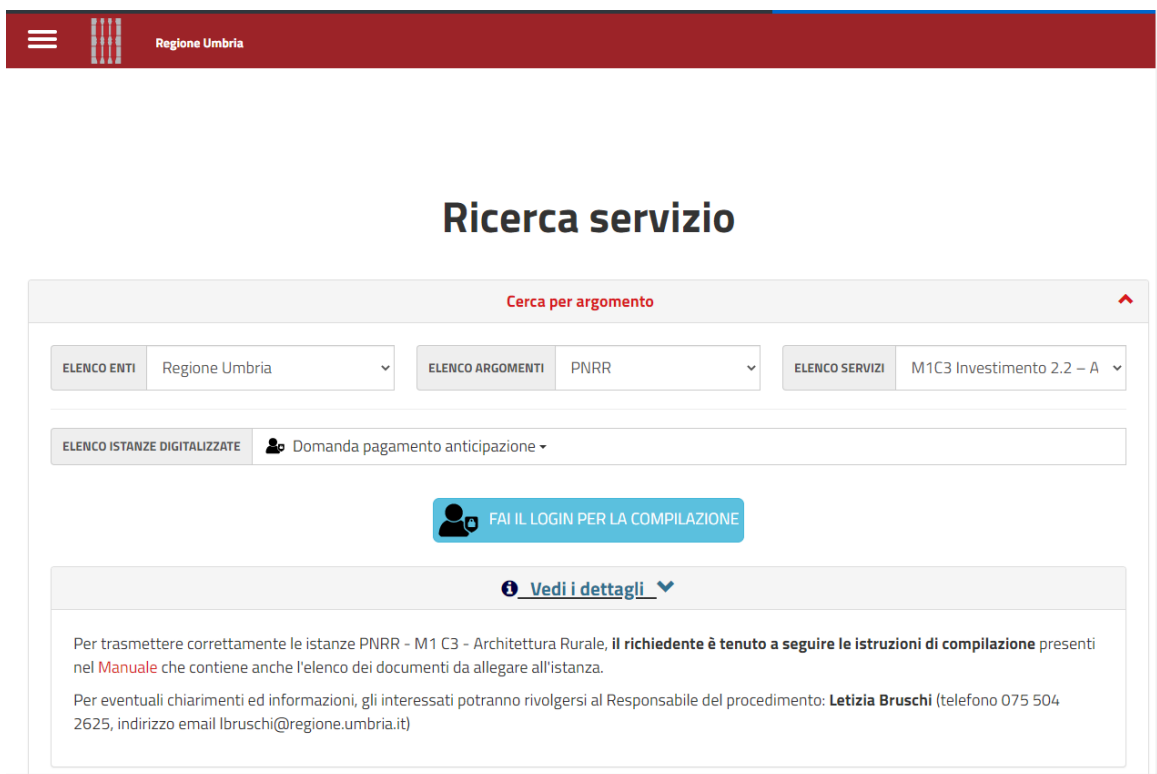 Regione Umbria
Ricerca servizio
Cerca per argomento
ELENCO ENTI Regione Umbria ELENCO ARGOMENTI PNRR ELENCO SERVIZI M1C3 Investimento 2.2 – A
ELENCO ISTANZE DIGITALIZZATE Domanda pagamento anticipazione
FAI IL LOGIN PER LA COMPILAZIONE
Vedi i dettagli
Per trasmettere correttamente le istanze PNRR - M1 C3 - Architettura Rurale, il richiedente è tenuto a seguire le istruzioni di compilazione presenti
nel Manuale che contiene anche l'elenco dei documenti da allegare all'istanza.
Per eventuali chiarimenti ed informazioni, gli interessati potranno rivolgersi al Responsabile del procedimento: Letizia Bruschi (telefono 075 504
2625, indirizzo email lbruschi@regione.umbria.it)